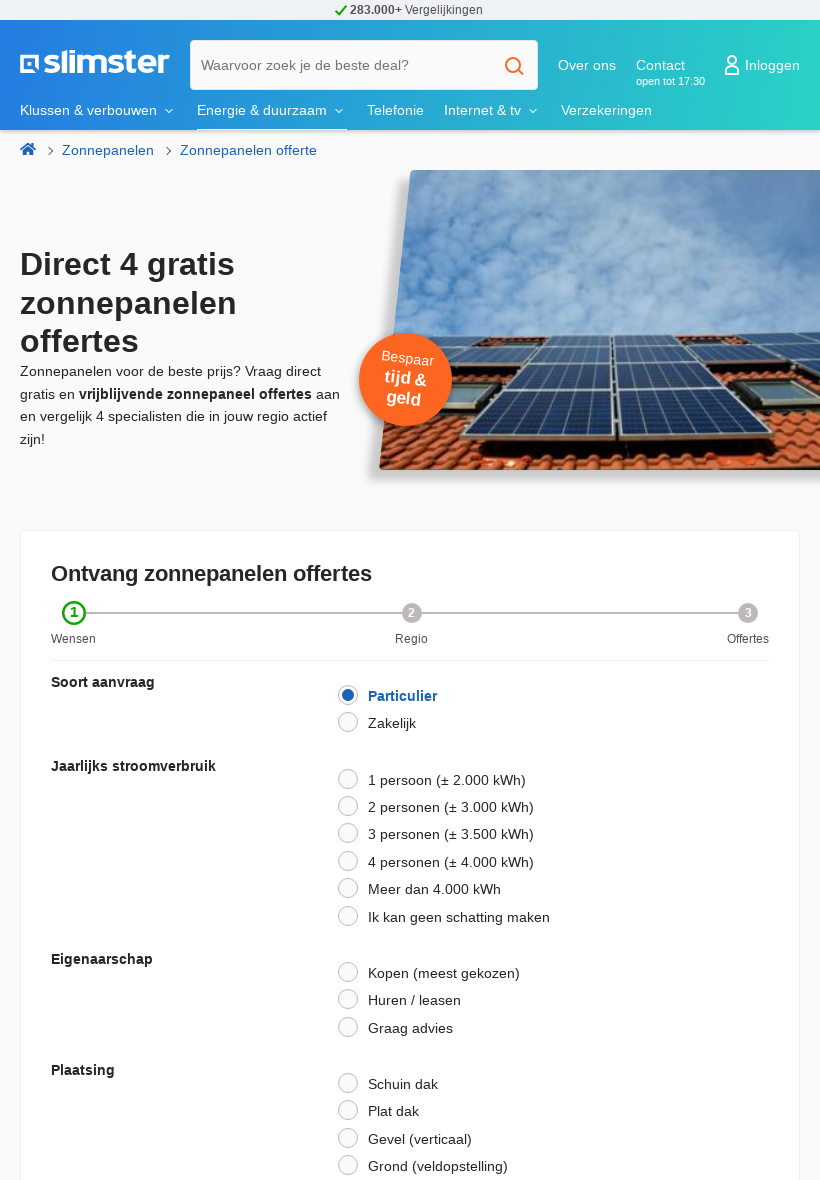 283.000+ Vergelijkingen
slimster
Waarvoor zoek je de beste deal?
Over ons
Contact
open tot 17:30
Inloggen
Klussen & verbouwen
Energie & duurzaam
Telefonie
Internet & tv
Verzekeringen
Zonnepanelen
Zonnepanelen offerte
Direct 4 gratis
zonnepanelen
offertes
Zonnepanelen voor de beste prijs? Vraag direct
gratis en vrijblijvende zonnepaneel offertes aan
en vergelijk 4 specialisten die in jouw regio actief
zijn!
Bespaar
tijd &
geld
Ontvang zonnepanelen offertes
1
2
3
Wensen
Regio
Offertes
Soort aanvraag
Particulier
Zakelijk
Jaarlijks stroomverbruik
1 persoon (± 2.000 kWh)
2 personen (± 3.000 kWh)
3 personen (± 3.500 kWh)
4 personen (± 4.000 kWh)
Meer dan 4.000 kWh
Ik kan geen schatting maken
Eigenaarschap
Kopen (meest gekozen)
Huren / leasen
Graag advies
Plaatsing
Schuin dak
Plat dak
Gevel (verticaal)
Grond (veldopstelling)